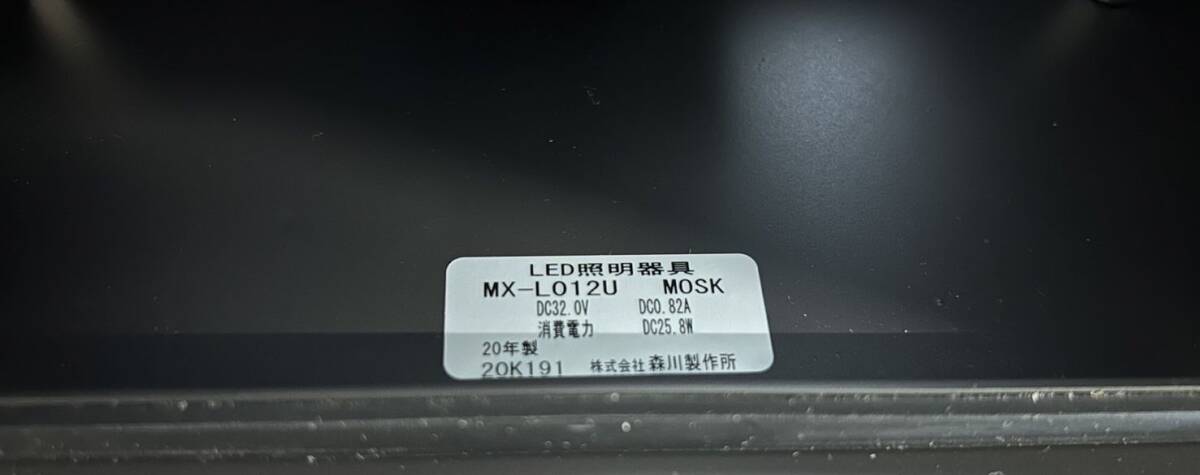 LED照明器具
MX-L012U MOSK
DC32.0V DC0.82A
消費電力 DC25.8W
20年製
20K191 株式会社 森川製作所